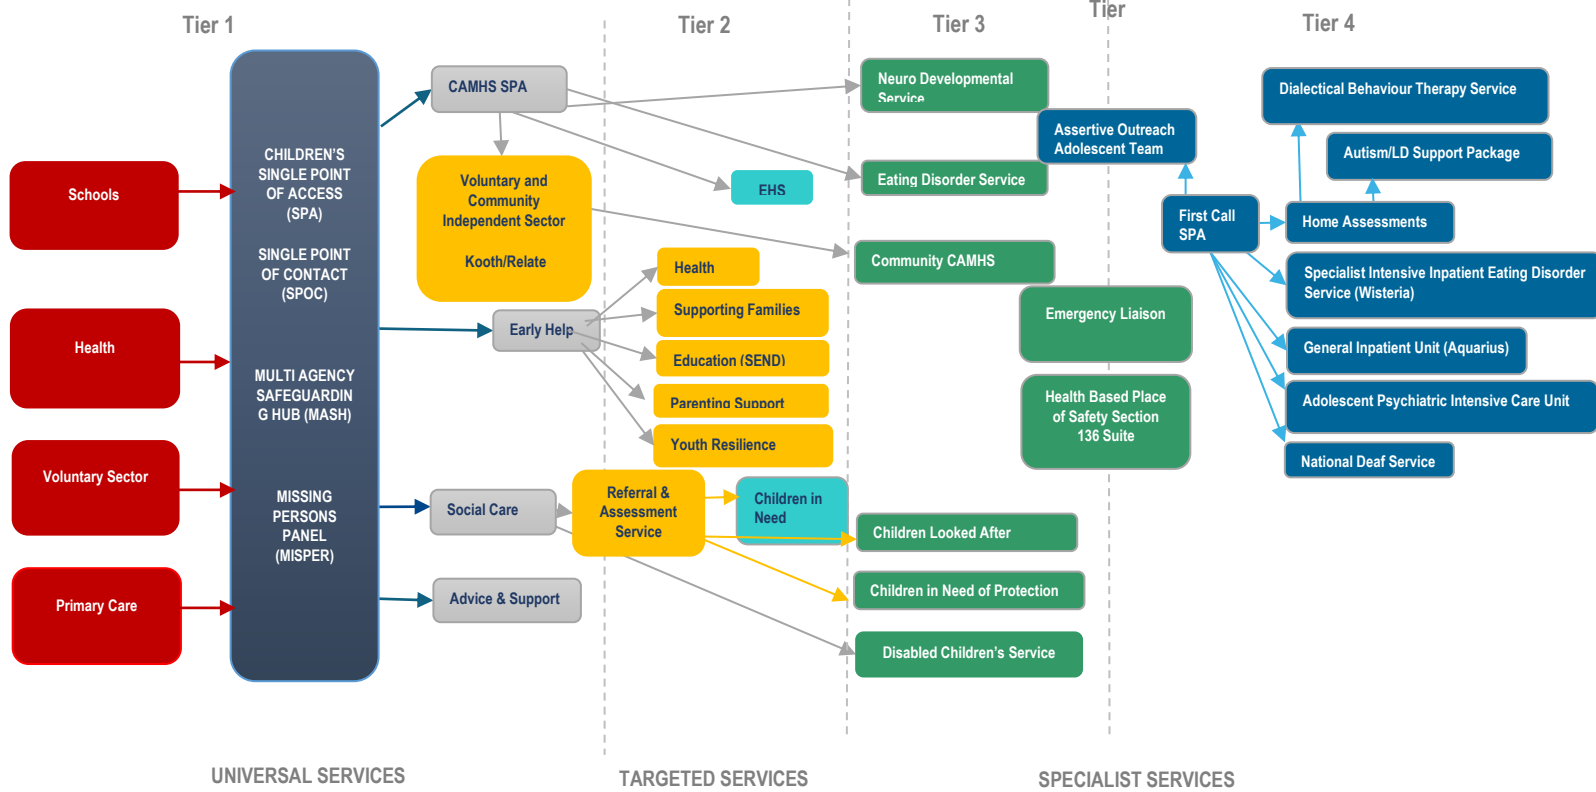 Tier 1
Tier 2
Tier 3
Tier
Tier 4
Schools
Health
Voluntary Sector
Primary Care
CHILDREN’S
SINGLE POINT
OF ACCESS
(SPA)
SINGLE POINT
OF CONTACT
(SPOC)
MULTI AGENCY
SAFEGUARDIN
G HUB (MASH)
MISSING
PERSONS
PANEL
(MISPER)
CAMHS SPA
Voluntary and
Community
Independent Sector
Kooth/Relate
Early Help
Social Care
Advice & Support
EHS
Health
Supporting Families
Education (SEND)
Parenting Support
Youth Resilience
Referral &
Assessment
Service
Children in
Need
Neuro Developmental
Service
Eating Disorder Service
Community CAMHS
Emergency Liaison
Health Based Place
of Safety Section
136 Suite
Children Looked After
Children in Need of Protection
Disabled Children’s Service
Assertive Outreach
Adolescent Team
First Call
SPA
Dialectical Behaviour Therapy Service
Autism/LD Support Package
Home Assessments
Specialist Intensive Inpatient Eating Disorder
Service (Wisteria)
General Inpatient Unit (Aquarius)
Adolescent Psychiatric Intensive Care Unit
National Deaf Service
UNIVERSAL SERVICES
TARGETED SERVICES
SPECIALIST SERVICES